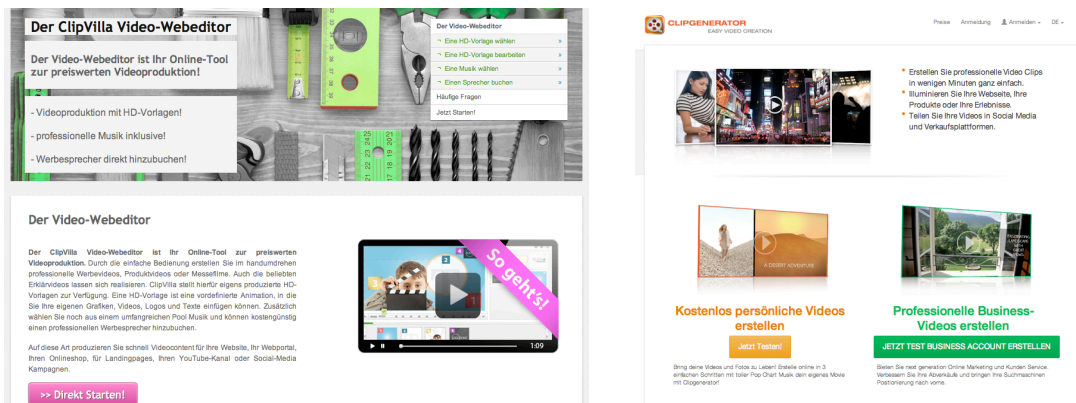 Der ClipVilla Video-Webeditor
Der Video-Webeditor ist Ihr Online-Tool
zur preiswerten Videoproduktion!
- Videoproduktion mit HD-Vorlagen!
- professionelle Musik inklusive!
- Werbesprecher direkt hinzubuchen!
Der Video-Webeditor
¬ Eine HD-Vorlage wählen »
¬ Eine HD-Vorlage bearbeiten »
¬ Eine Musik wählen »
¬ Einen Sprecher buchen »
Häufige Fragen
Jetzt Starten!
Der Video-Webeditor
Der ClipVilla Video-Webeditor ist Ihr Online-Tool zur preiswerten
Videoproduktion. Durch die einfache Bedienung erstellen Sie im handumdrehen
professionelle Werbevideos, Produktvideos oder Messefilme. Auch die beliebten
Erklärvideos lassen sich realisieren. ClipVilla stellt hierfür eigens produzierte HD-
Vorlagen zur Verfügung. Eine HD-Vorlage ist eine vordefinierte Animation, in die
Sie Ihre eigenen Grafiken, Videos, Logos und Texte einfügen können. Zusätzlich
wählen Sie noch aus einem umfangreichen Pool Musik und können kostengünstig
einen professionellen Werbesprecher hinzubuchen.
Auf diese Art produzieren Sie schnell Videocontent für Ihre Website, Ihr Webportal,
Ihren Onlineshop, für Landingpages, Ihren YouTube-Kanal oder Social-Media
Kampagnen.
>> Direkt Starten!
So geht's!
1:09
CLIPGENERATOR
EASY VIDEO CREATION
Preise Anmeldung Anmelden DE
• Erstellen Sie professionelle Video Clips
in wenigen Minuten ganz einfach.
• Illuminieren Sie Ihre Webseite, Ihre
Produkte oder Ihre Erlebnisse.
• Teilen Sie Ihre Videos in Social Media
und Verkaufsplattformen.
A DESERT ADVENTURE
Kostenlos persönliche Videos
erstellen
Jetzt Testen!
Bring deine Videos und Fotos zu Leben! Erstelle online in 3
einfachen Schritten mit toller Pop Chart Musik dein eigenes Movie
mit Clipgenerator!
Professionelle Business-
Videos erstellen
JETZT TEST BUSINESS ACCOUNT ERSTELLEN
Bieten Sie next generation Online Marketing und Kunden Service.
Verbessern Sie Ihre Abverkäufe und bringen Ihre Suchmaschinen
Positionierung nach vorne.